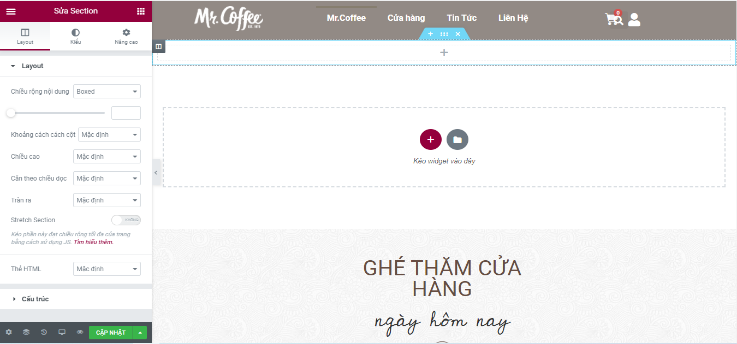 Sửa Section
Layout
Kiểu
Nâng cao
Layout
Chiều rộng nội dung
Boxed
Khoảng cách cách cột
Mặc định
Chiều cao
Mặc định
Căn theo chiều dọc
Mặc định
Tràn ra
Mặc định
Stretch Section
Kéo phần này đạt chiều rộng tối đa của trang
bằng cách sử dụng JS. Tìm hiểu thêm.
Thẻ HTML
Mặc định
Cấu trúc
CẬP NHẬT
Mr. Coffee
Mr.Coffee
Cửa hàng
Tin Tức
Liên Hệ
0
Kéo widget vào đây
GHÉ THĂM CỬA
HÀNG
ngày hôm nay